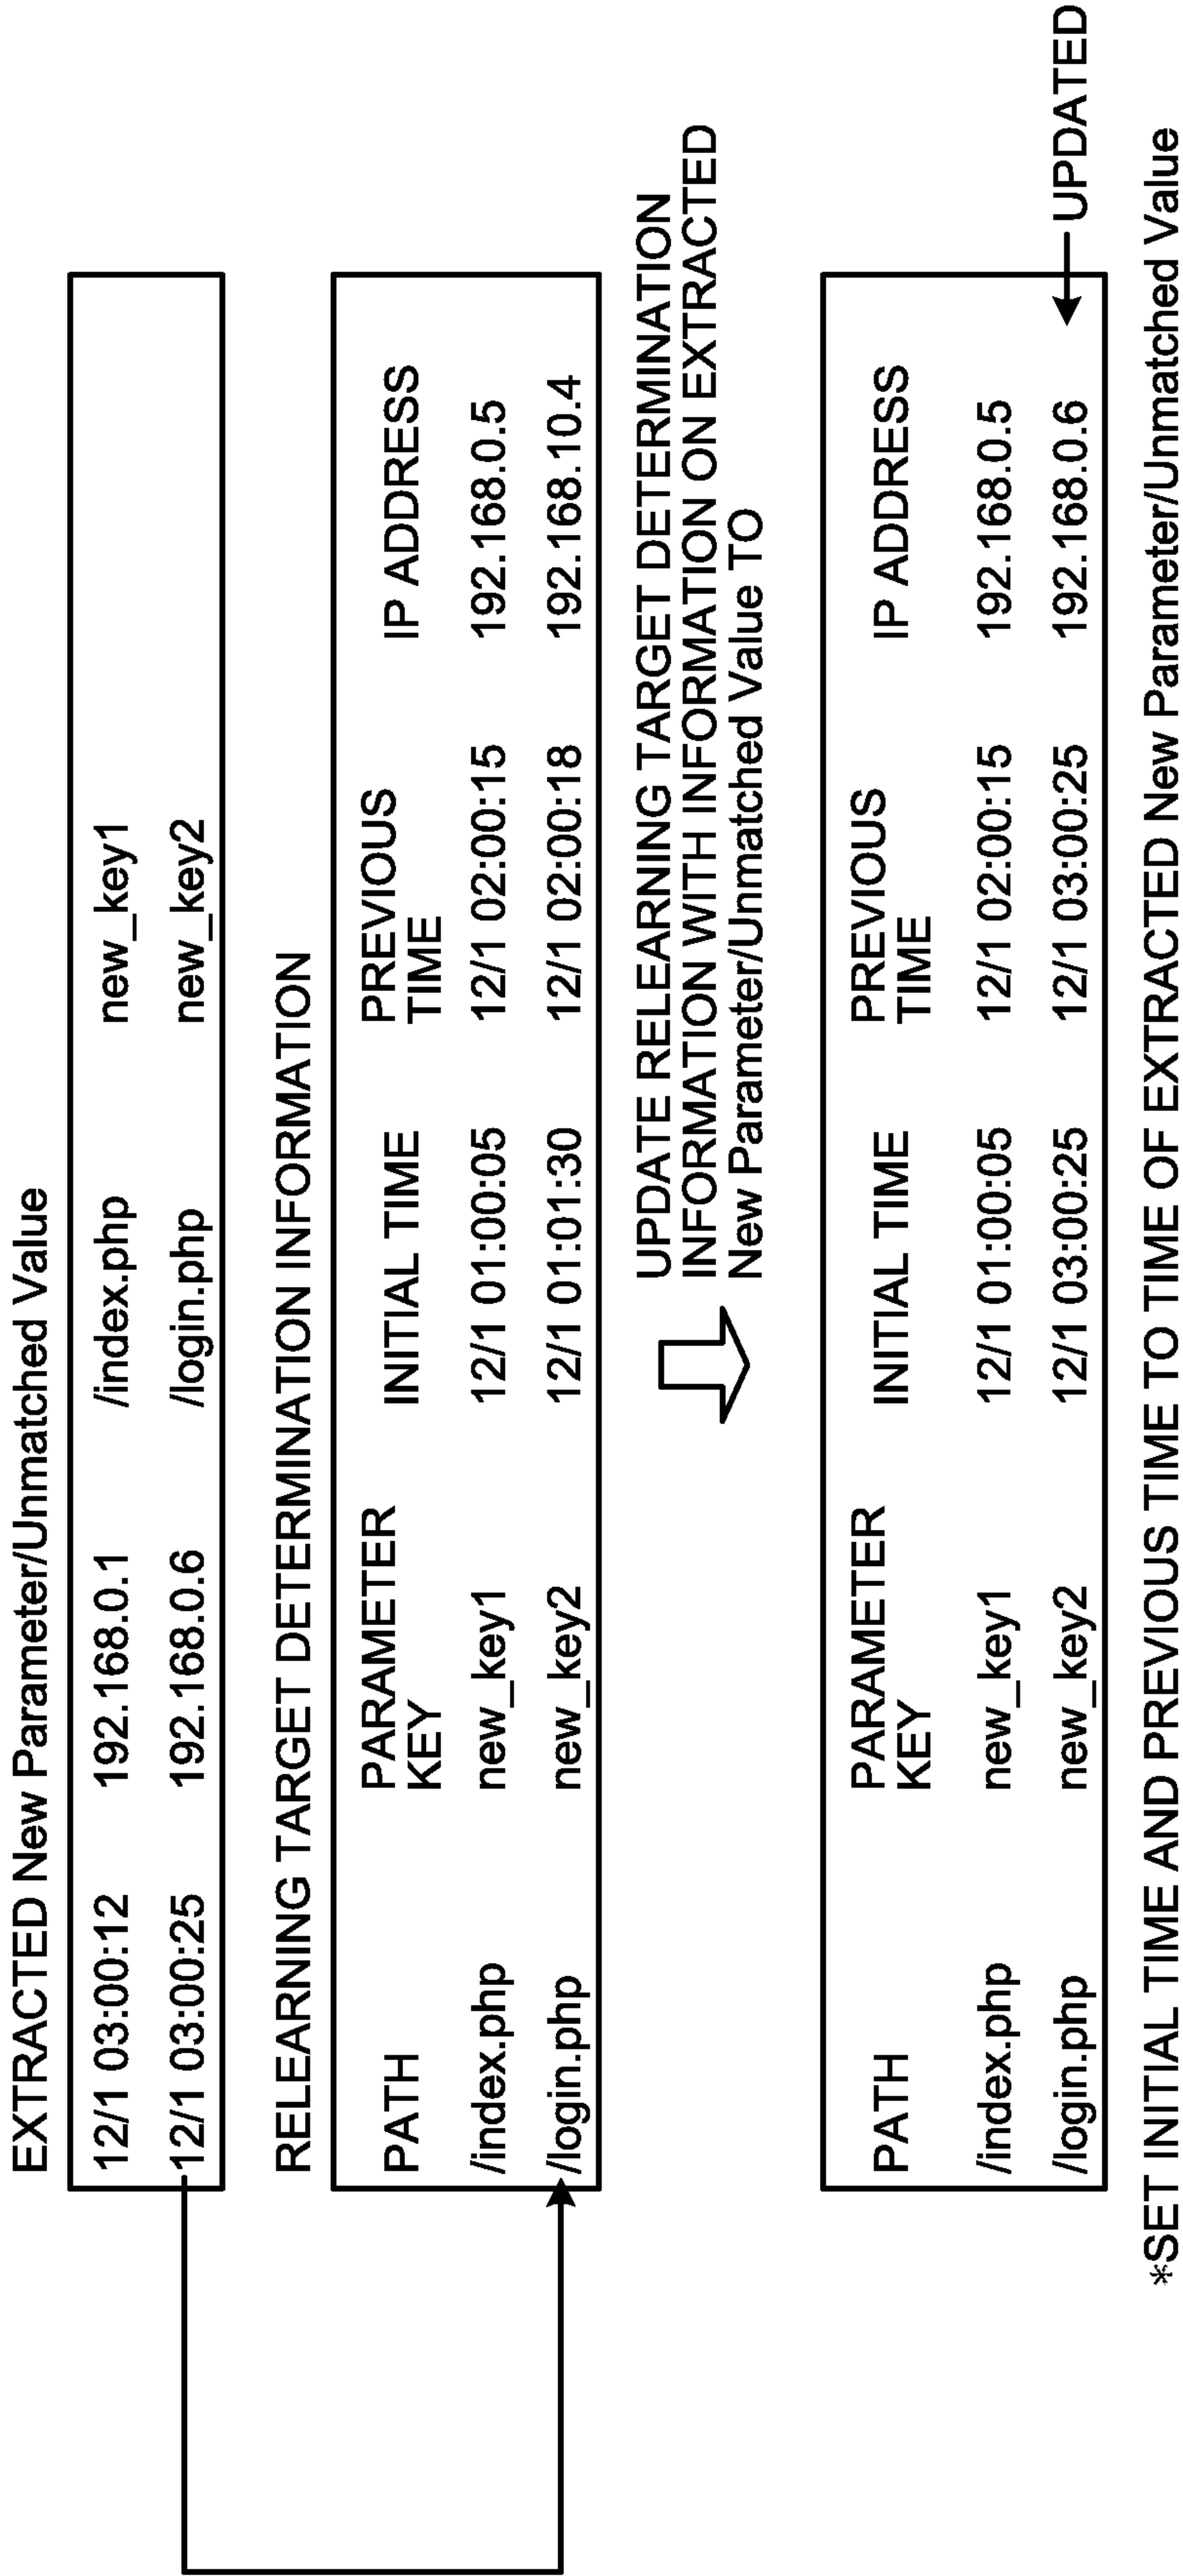 EXTRACTED New Parameter/Unmatched Value
12/1 03:00:12 192.168.0.1 /index.php new_key1
12/1 03:00:25 192.168.0.6 /login.php new_key2
RELEARNING TARGET DETERMINATION INFORMATION
PATH PARAMETER KEY INITIAL TIME PREVIOUS TIME IP ADDRESS
/index.php new_key1 12/1 01:00:05 12/1 02:00:15 192.168.0.5
/login.php new_key2 12/1 01:01:30 12/1 02:00:18 192.168.10.4
UPDATE RELEARNING TARGET DETERMINATION
INFORMATION WITH INFORMATION ON EXTRACTED
New Parameter/Unmatched Value TO
PATH PARAMETER KEY INITIAL TIME PREVIOUS TIME IP ADDRESS
/index.php new_key1 12/1 01:00:05 12/1 02:00:15 192.168.0.5
/login.php new_key2 12/1 03:00:25 12/1 03:00:25 192.168.0.6 UPDATED
*SET INITIAL TIME AND PREVIOUS TIME TO TIME OF EXTRACTED New Parameter/Unmatched Value